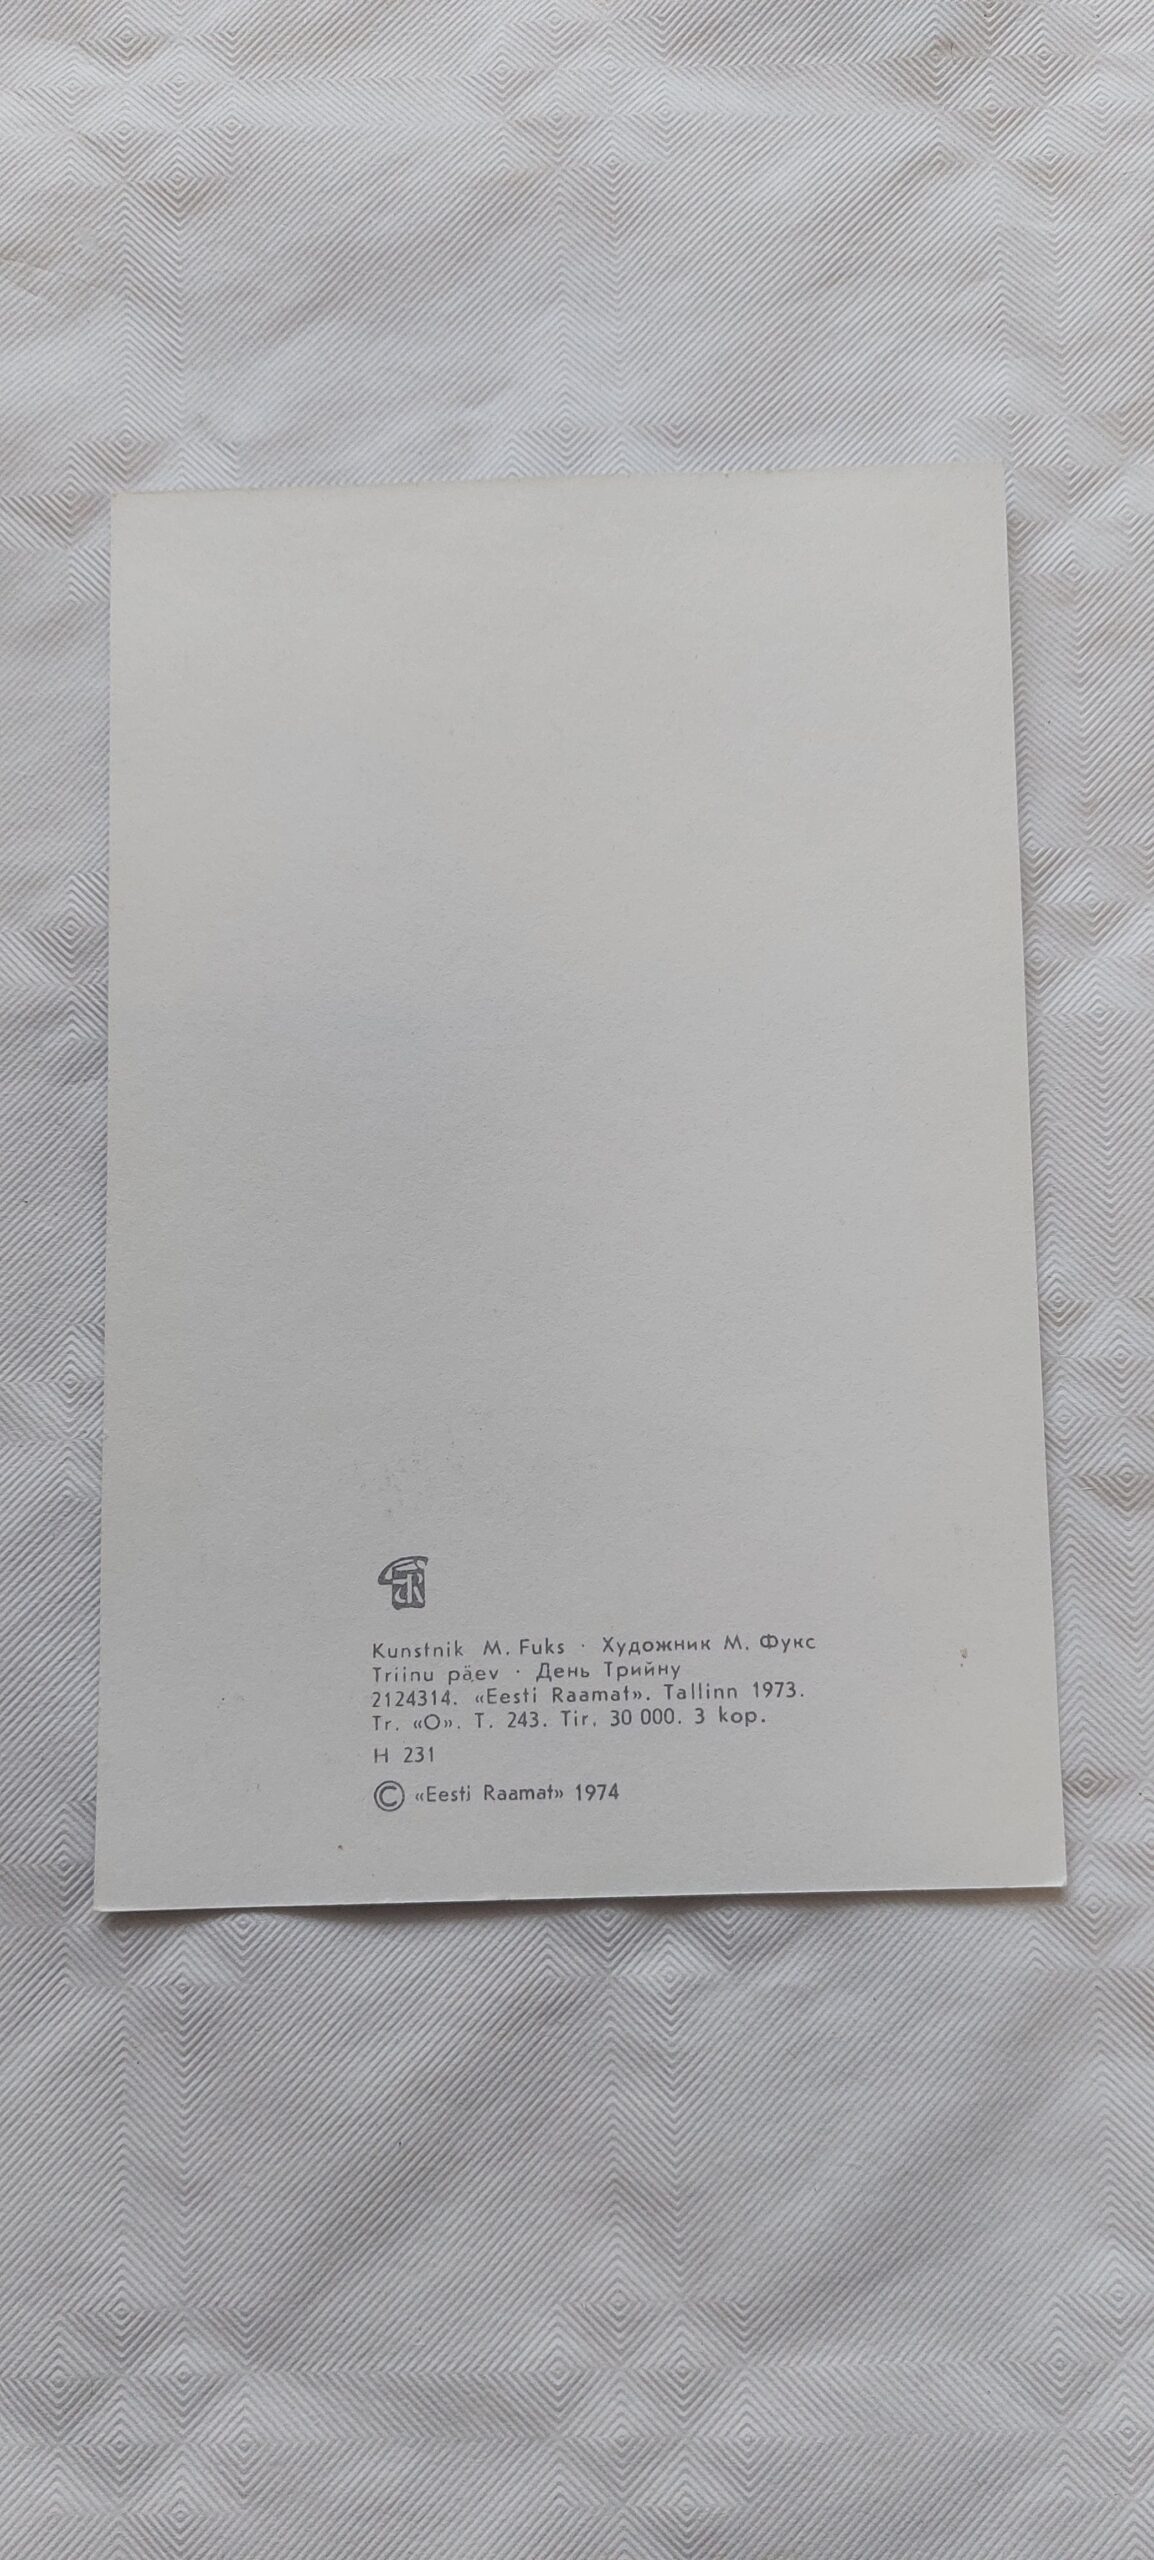 ER
Kunstnik M. Fuks · Художник М. Фукс
Triinu päev · День Трийну
2124314. «Eesti Raamat». Tallinn 1973.
Tr. «O». T. 243. Tir. 30 000. 3 kop.
H 231
© «Eesti Raamat» 1974